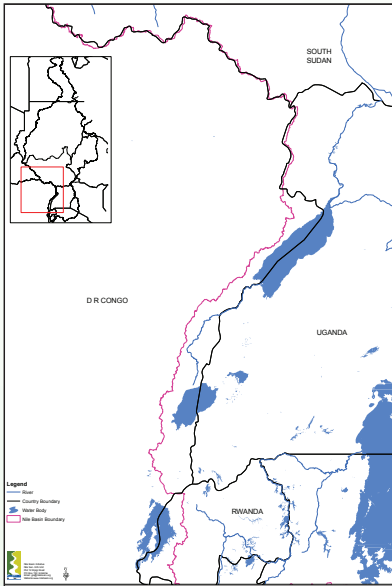 SOUTH
SUDAN
D R CONGO
UGANDA
RWANDA
Legend
River
Country Boundary
Water Body
Nile Basin Boundary